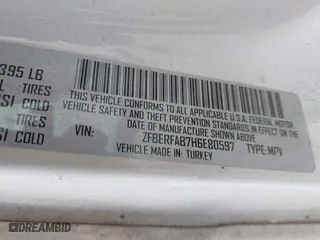 395 LB
L TIRES
SI COLD
TIRES
SI COLD
THIS VEHICLE CONFORMS TO ALL APPLICABLE U.S.A. FEDERAL MOTOR
VEHICLE SAFETY, BUMPER, AND THEFT PREVENTION STANDARDS IN EFFECT ON
THE DATE OF MANUFACTURE SHOWN ABOVE
VIN: ZFBERFAB7H6E80597 TYPE: MPV
VEHICLE MADE IN: TURKEY